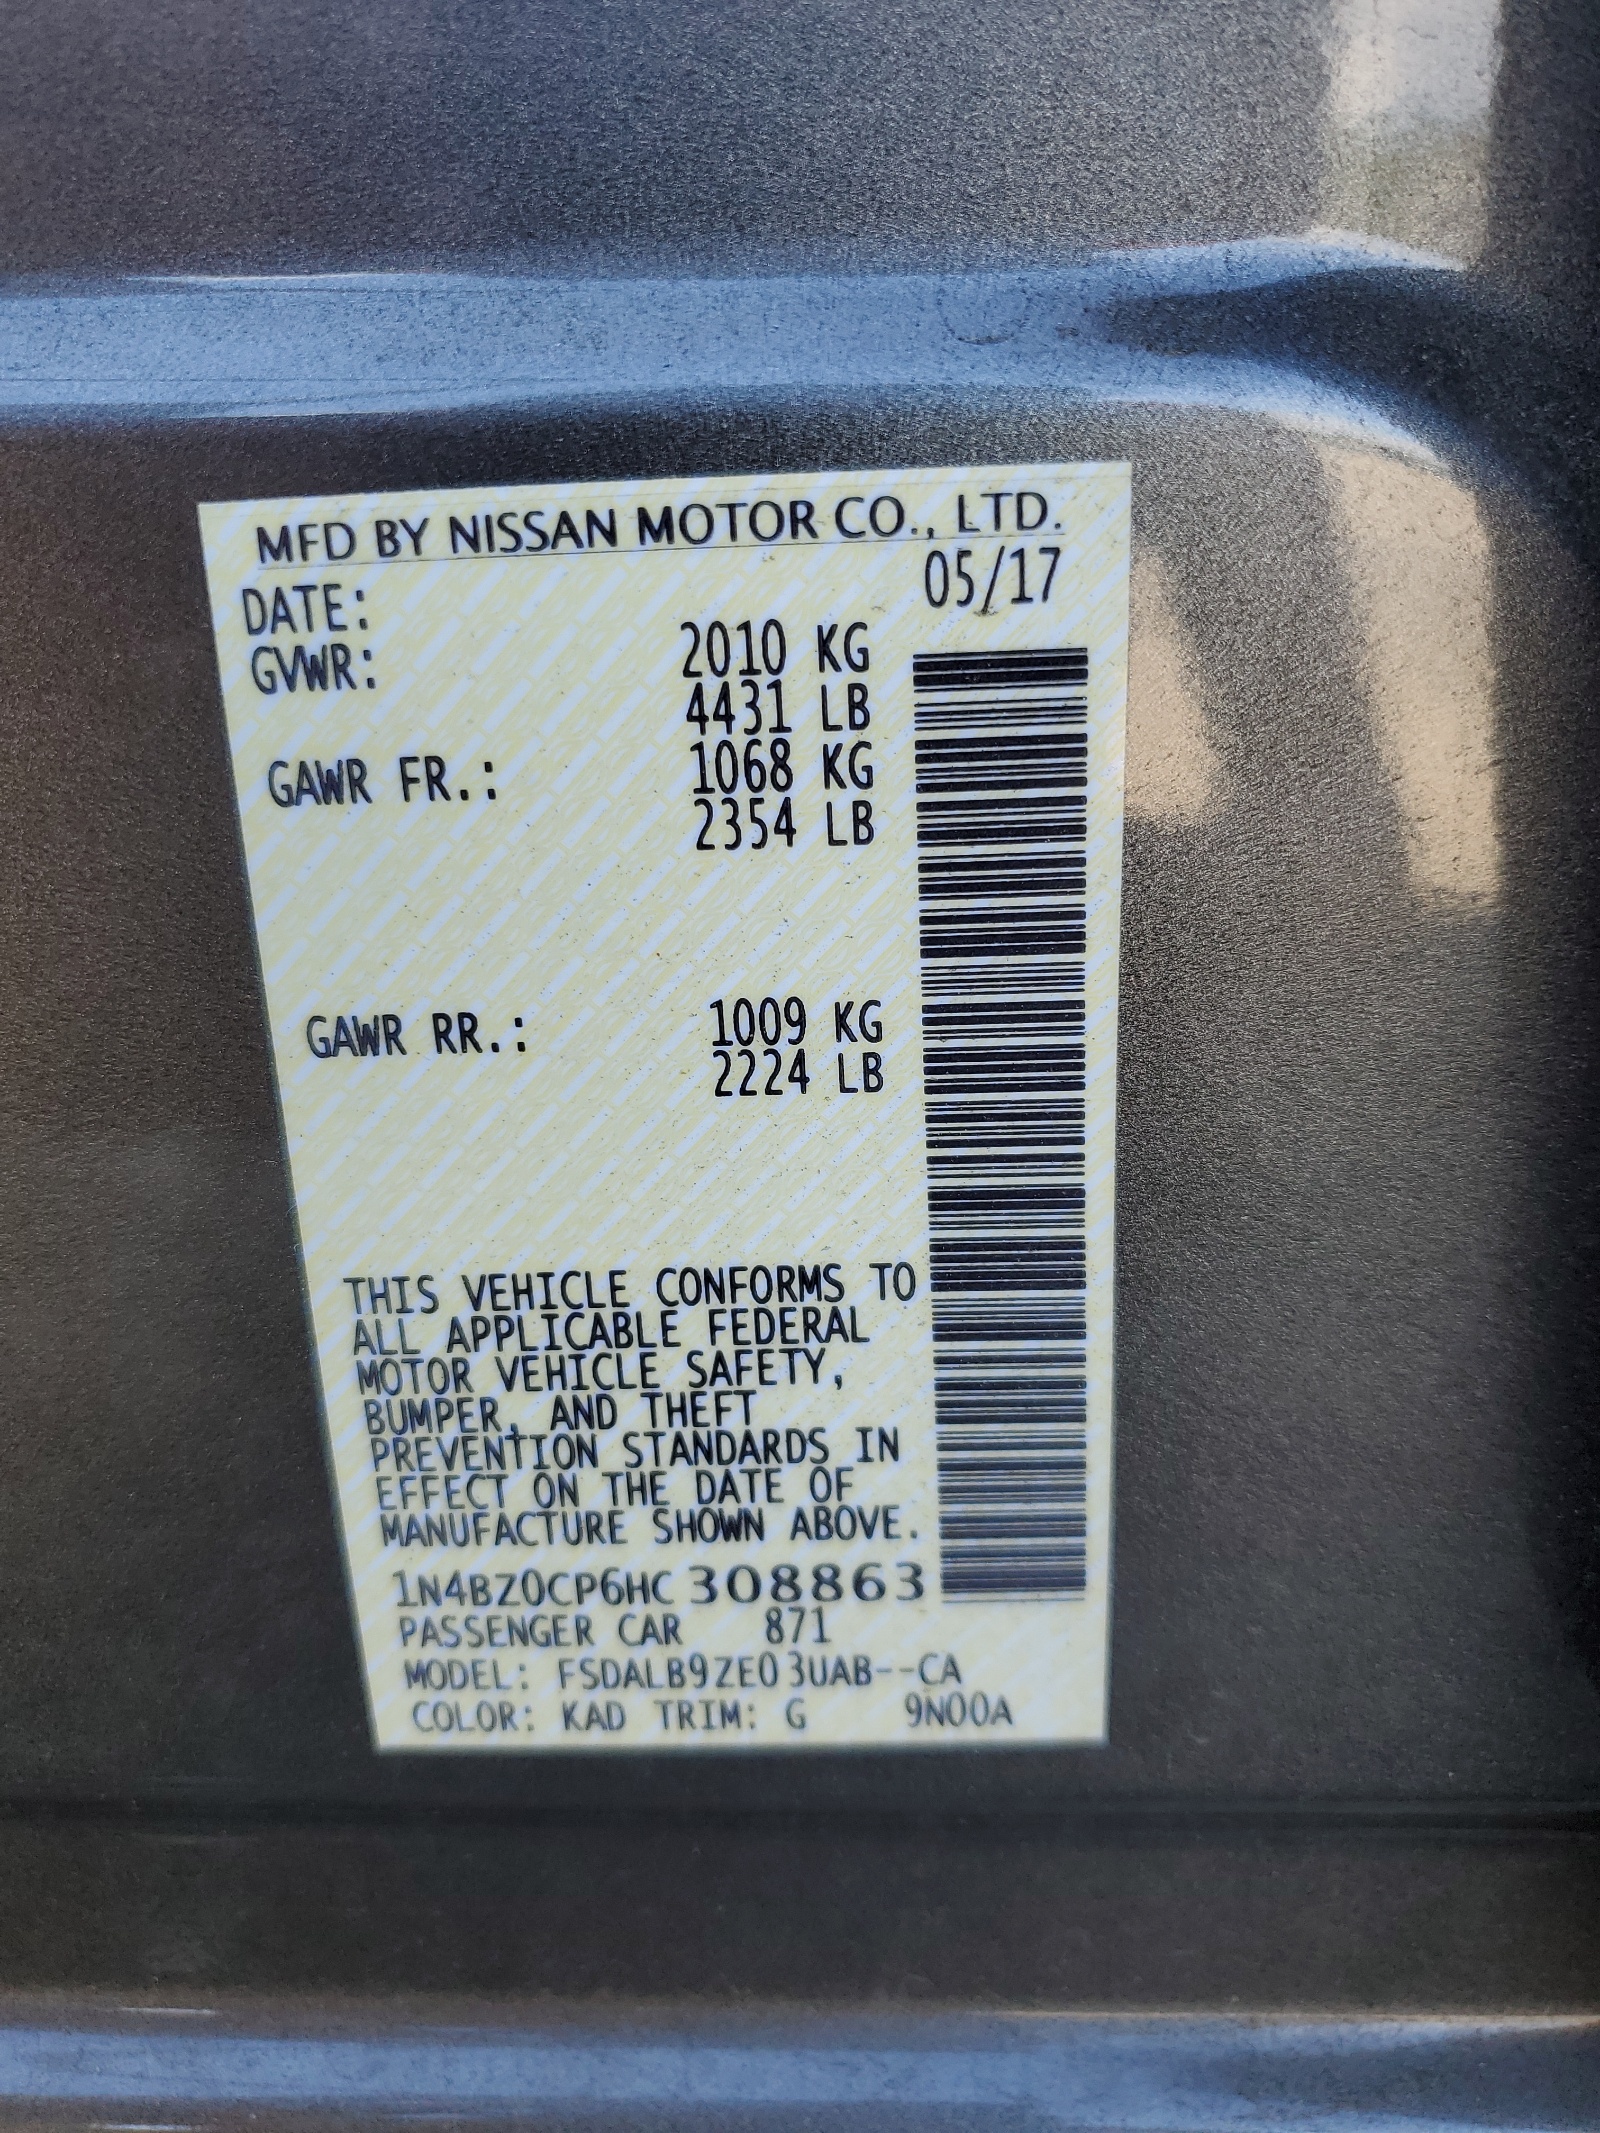 MFD BY NISSAN MOTOR CO., LTD.
DATE: 05/17
GVWR: 2010 KG
4431 LB
GAWR FR.: 1068 KG
2354 LB
GAWR RR.: 1009 KG
2224 LB
THIS VEHICLE CONFORMS TO
ALL APPLICABLE FEDERAL
MOTOR VEHICLE SAFETY,
BUMPER, AND THEFT
PREVENTION STANDARDS IN
EFFECT ON THE DATE OF
MANUFACTURE SHOWN ABOVE.
1N4BZ0CP6HC308863
PASSENGER CAR 871
MODEL: FSDALB9ZE03UAB--CA
COLOR: KAD TRIM: G 9N00A